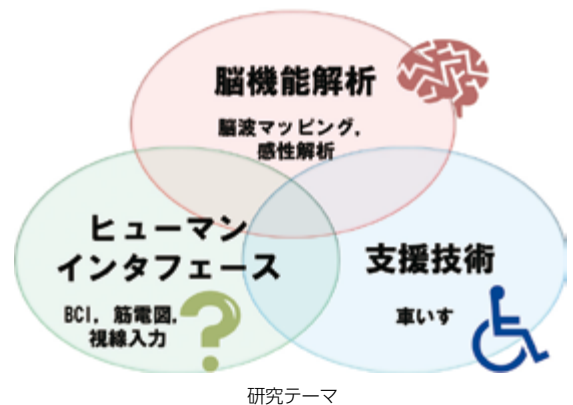 脳機能解析
脳波マッピング,
感性解析
ヒューマン
インタフェース
BCI, 筋電図,
視線入力
支援技術
車いす
研究テーマ